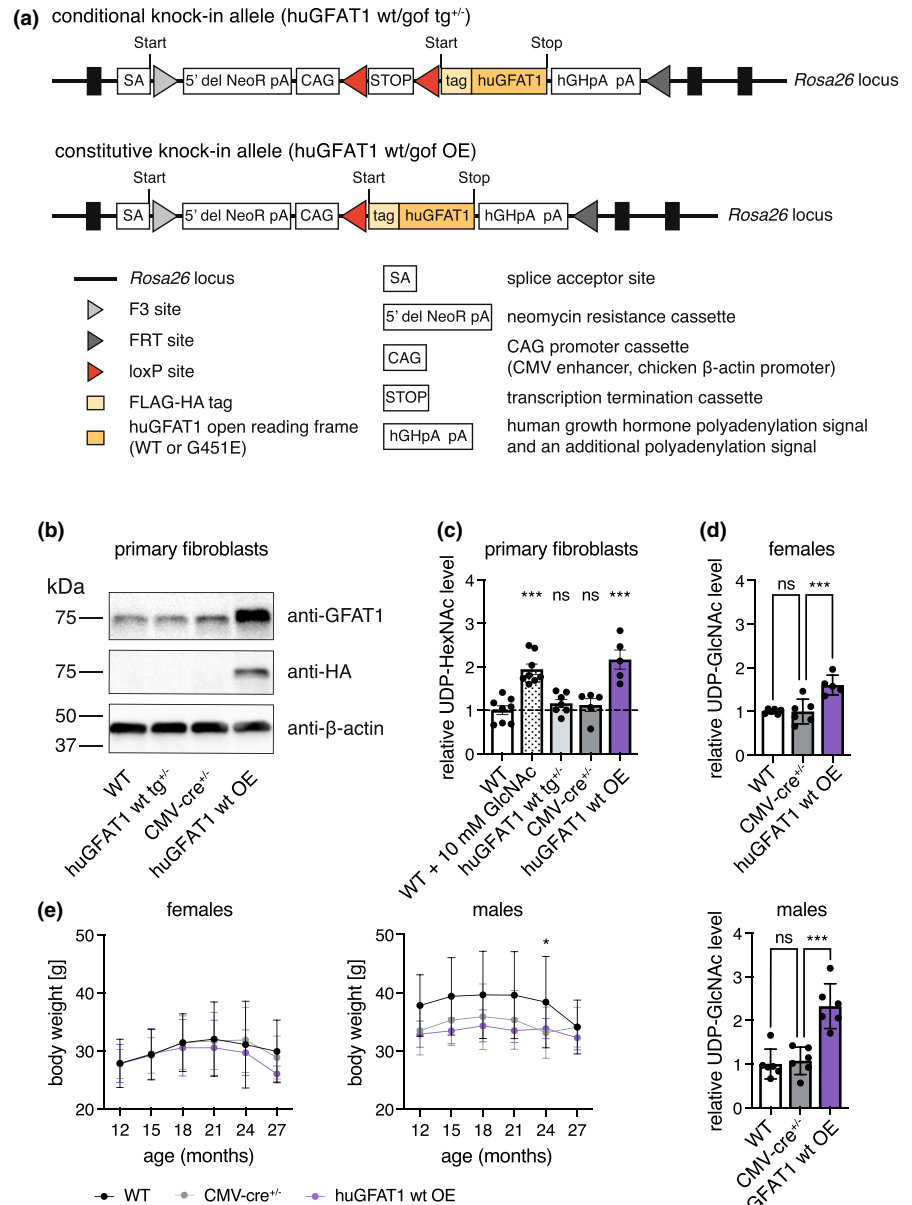 (a) conditional knock-in allele (huGFAT1 wt/gof tg+/-)
Start Start Stop
SA 5' del NeoR pA CAG STOP tag huGFAT1 hGHpA pA
Rosa26 locus
constitutive knock-in allele (huGFAT1 wt/gof OE)
Start Start Stop
SA 5' del NeoR pA CAG tag huGFAT1 hGHpA pA
Rosa26 locus
Rosa26 locus
F3 site
FRT site
loxP site
FLAG-HA tag
huGFAT1 open reading frame
(WT or G451E)
SA splice acceptor site
5' del NeoR pA neomycin resistance cassette
CAG CAG promoter cassette
(CMV enhancer, chicken β-actin promoter)
STOP transcription termination cassette
hGHpA pA human growth hormone polyadenylation signal
and an additional polyadenylation signal
(b)
primary fibroblasts
kDa
75 anti-GFAT1
75 anti-HA
50
37 anti-β-actin
WT
huGFAT1 wt tg+/-
CMV-cre+/-
huGFAT1 wt OE
(c)
primary fibroblasts
relative UDP-HexNAc level
4
3
2
1
0
*** ns ns ***
WT
WT + 10 mM GlcNAc
huGFAT1 wt tg+/-
CMV-cre+/-
huGFAT1 wt OE
(d)
females
relative UDP-GlcNAc level
4
3
2
1
0
ns ***
WT
CMV-cre+/-
huGFAT1 wt OE
males
relative UDP-GlcNAc level
4
3
2
1
0
ns ***
WT
CMV-cre+/-
GFAT1 wt OE
(e)
females
body weight [g]
50
40
30
20
12 15 18 21 24 27
age (months)
males
body weight [g]
50
40
30
20
*
12 15 18 21 24 27
age (months)
WT CMV-cre+/- huGFAT1 wt OE